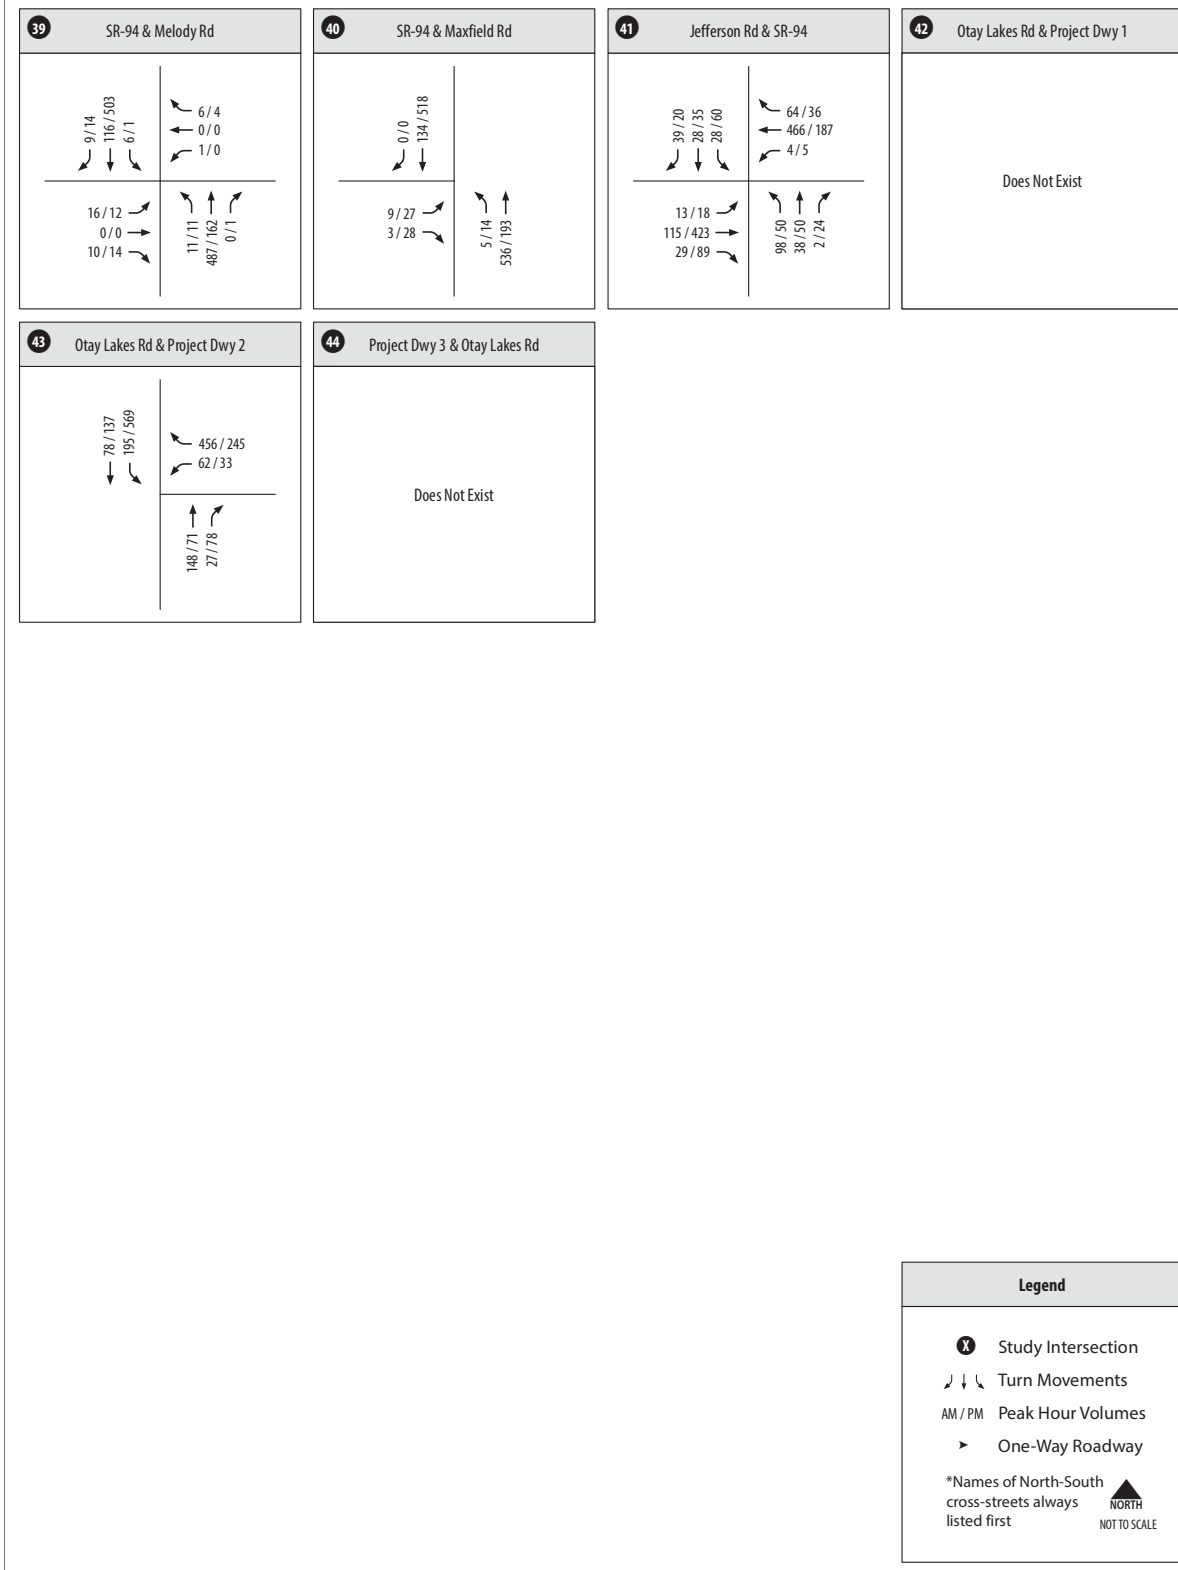 39 SR-94 & Melody Rd
9 / 14
116 / 503
6 / 1
6 / 4
0 / 0
1 / 0
16 / 12
0 / 0
10 / 14
11 / 11
487 / 162
0 / 1
40 SR-94 & Maxfield Rd
0 / 0
134 / 518
9 / 27
3 / 28
5 / 14
536 / 193
41 Jefferson Rd & SR-94
39 / 20
28 / 35
28 / 60
64 / 36
466 / 187
4 / 5
13 / 18
115 / 423
29 / 89
98 / 50
38 / 50
2 / 24
42 Otay Lakes Rd & Project Dwy 1
Does Not Exist
43 Otay Lakes Rd & Project Dwy 2
78 / 137
195 / 569
456 / 245
62 / 33
148 / 71
27 / 78
44 Project Dwy 3 & Otay Lakes Rd
Does Not Exist
Legend
X Study Intersection
Turn Movements
AM / PM Peak Hour Volumes
One-Way Roadway
*Names of North-South
cross-streets always
listed first
NORTH
NOT TO SCALE